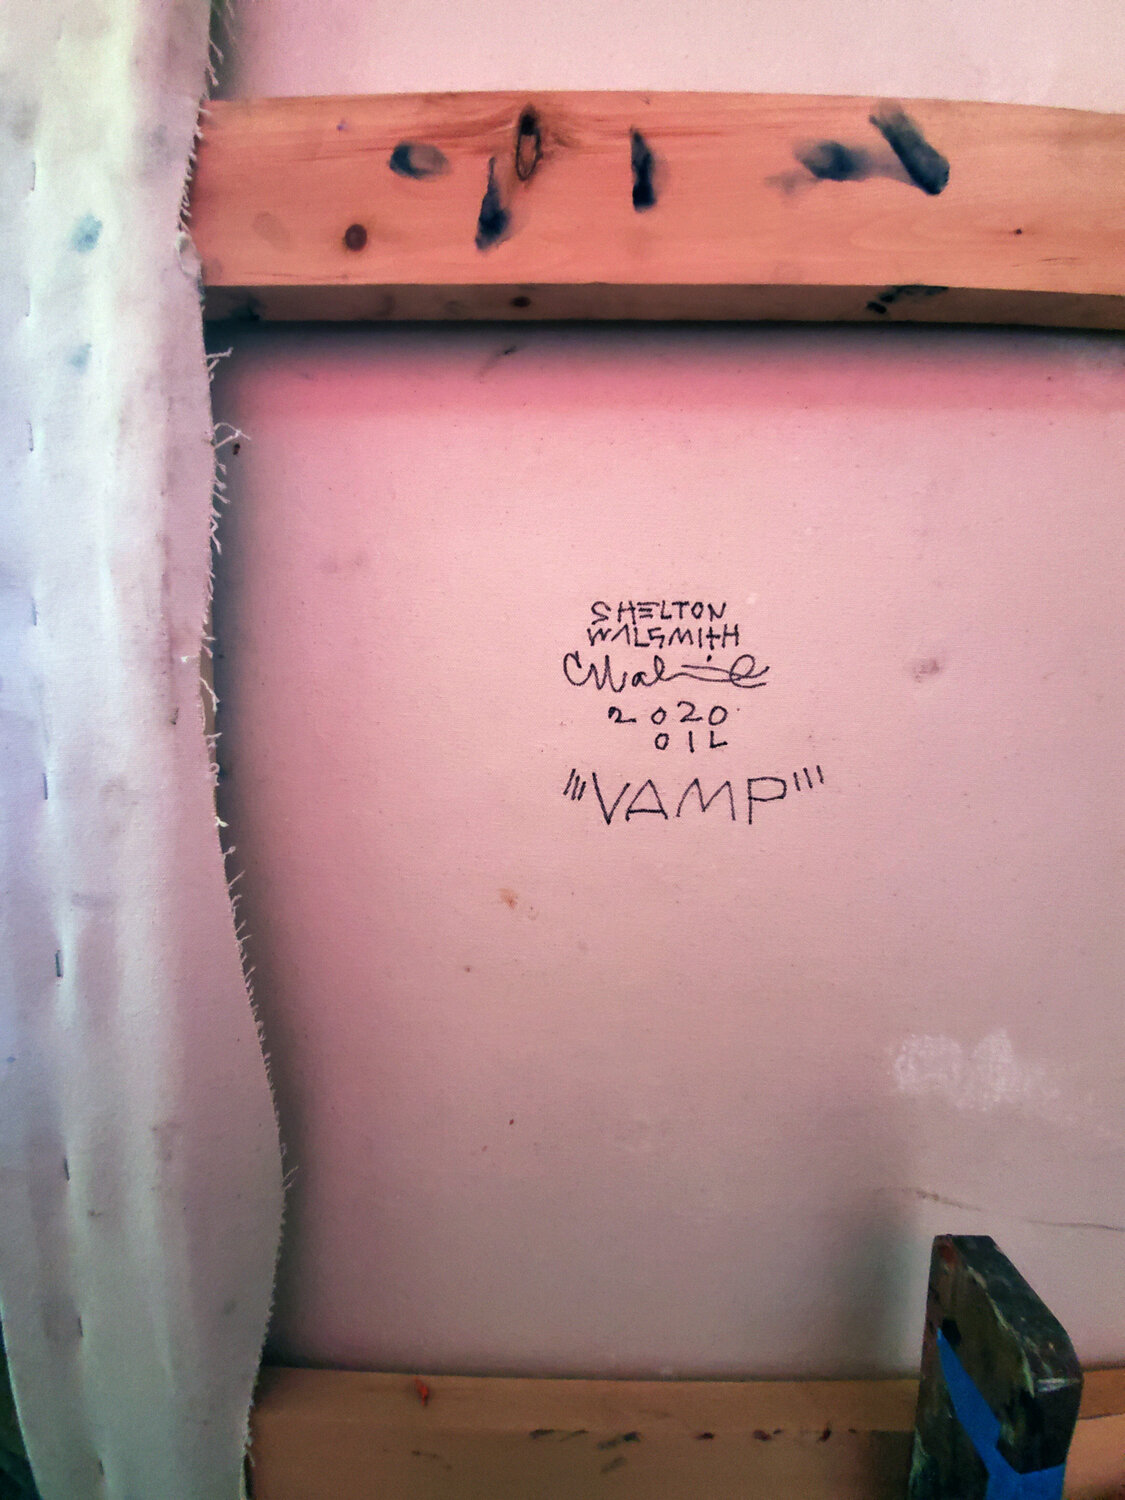 SHELTON
WALSMITH
2020
OIL
"'VAMP'"